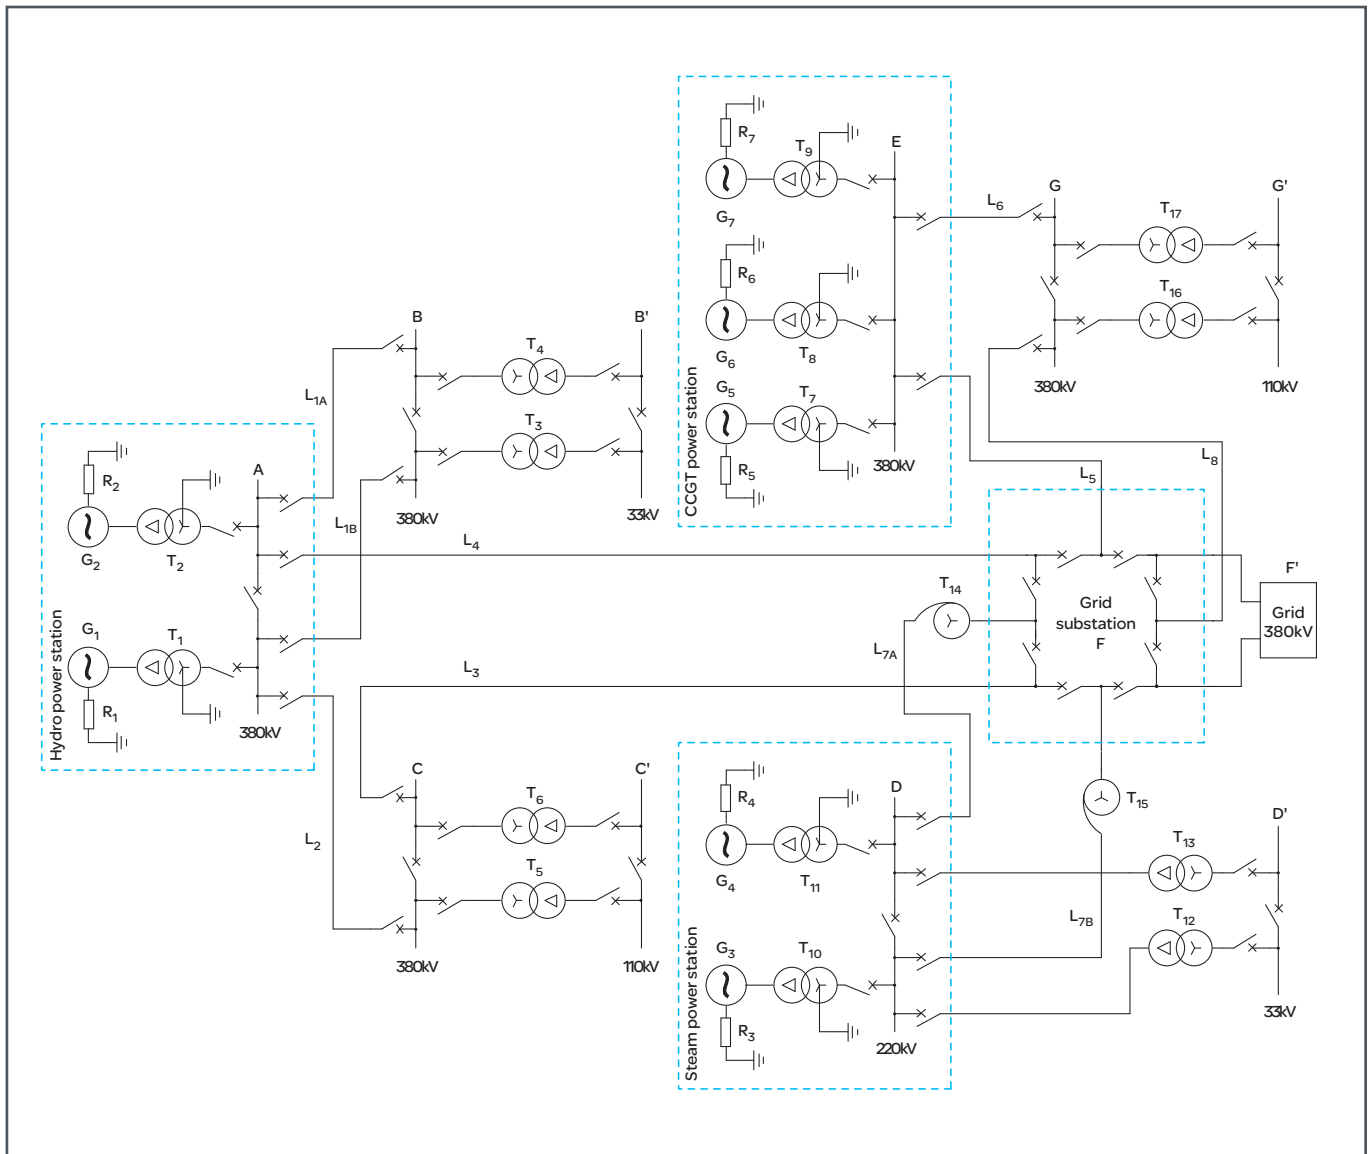 R7
T9
E
G7
L6
G
T17
G'
R6
T8
G6
T16
380kV
110kV
G5
T7
R5
380kV
CCGT power station
L5
L8
B
B'
T4
L1A
T3
L1B
380kV
33kV
A
R2
G2
T2
G1
T1
R1
380kV
Hydropower station
L4
T14
L7A
Grid
substation
F
F'
Grid
380kV
L3
C
C'
T6
L2
T5
380kV
110kV
D
R4
G4
T11
G3
T10
R3
220kV
Steam power station
T15
L7B
D'
T13
T12
33kV